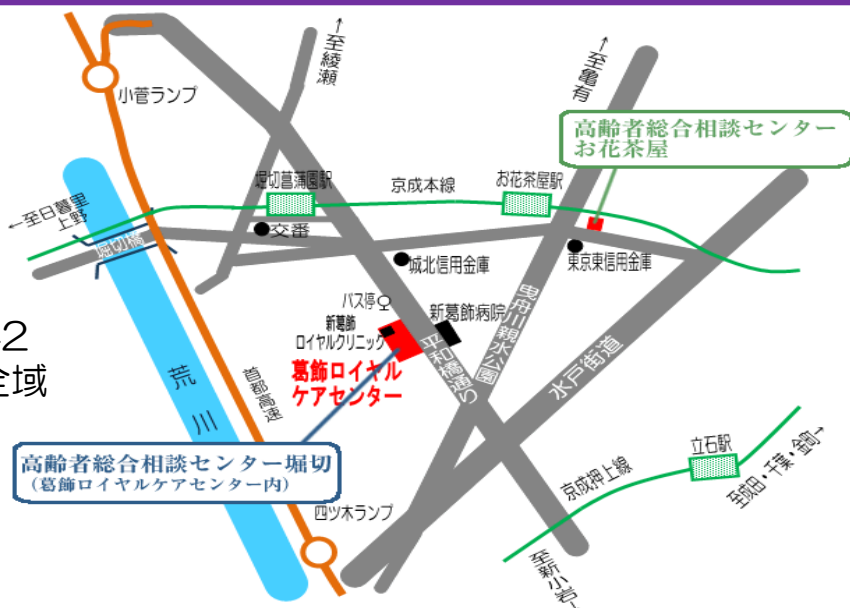 ←至綾瀬
←至亀有
小菅ランプ
高齢者総合相談センター
お花茶屋
堀切菖蒲園駅
京成本線
お花茶屋駅
←至日暮里
上野
堀切橋
交番
城北信用金庫
東京東信用金庫
バス停
新葛飾病院
曳舟川親水公園
2
全域
新葛飾
ロイヤルクリニック
葛飾ロイヤル
ケアセンター
平和橋通り
水戸街道
荒川
首都高速
高齢者総合相談センター堀切
(葛飾ロイヤルケアセンター内)
立石駅
京成押上線
至成田・千葉・金町→
四ツ木ランプ
至新小岩→